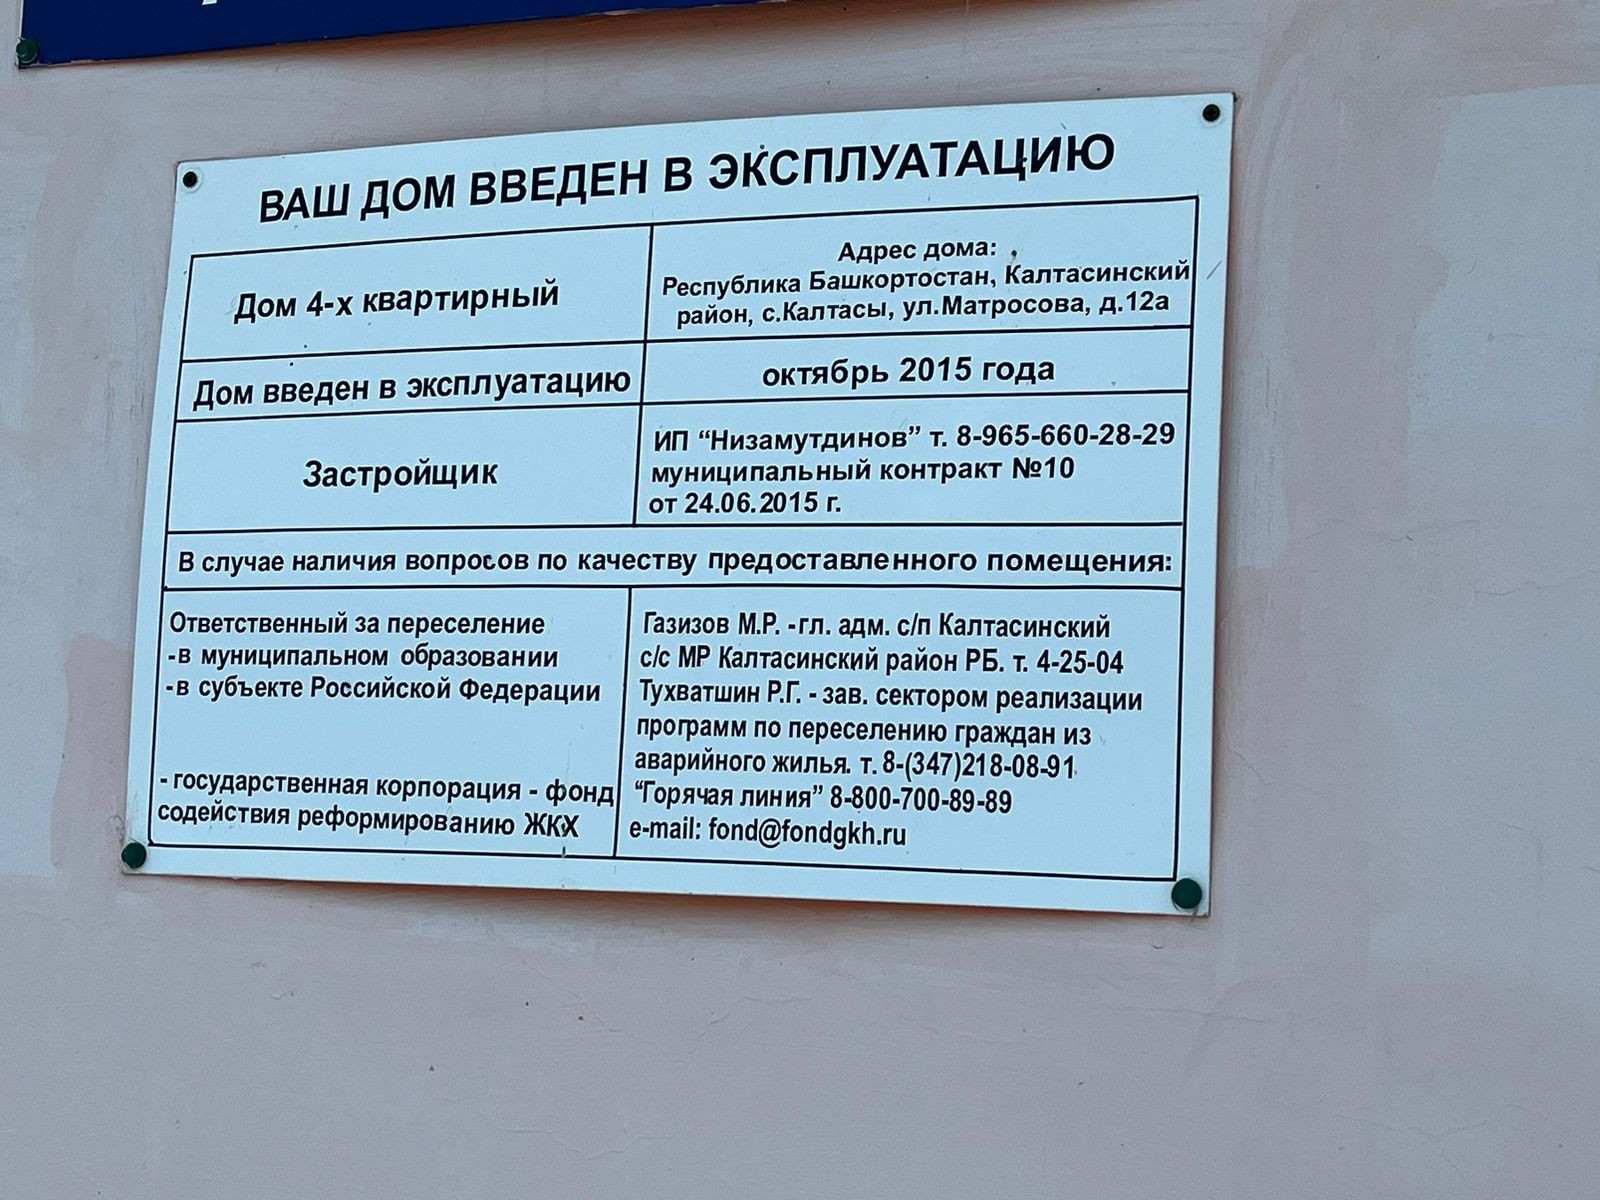 ВАШ ДОМ ВВЕДЕН В ЭКСПЛУАТАЦИЮ
Дом 4-х квартирный
Адрес дома:
Республика Башкортостан, Калтасинский
район, с.Калтасы, ул.Матросова, д.12а
Дом введен в эксплуатацию
октябрь 2015 года
Застройщик
ИП “Низамутдинов” т. 8-965-660-28-29
муниципальный контракт №10
от 24.06.2015 г.
В случае наличия вопросов по качеству предоставленного помещения:
Ответственный за переселение
-в муниципальном образовании
-в субъекте Российской Федерации
- государственная корпорация - фонд
содействия реформированию ЖКХ
Газизов М.Р. -гл. адм. с/п Калтасинский
с/с МР Калтасинский район РБ. т. 4-25-04
Тухватшин Р.Г. - зав. сектором реализации
программ по переселению граждан из
аварийного жилья. т. 8-(347)218-08-91
“Горячая линия” 8-800-700-89-89
e-mail: fond@fondgkh.ru